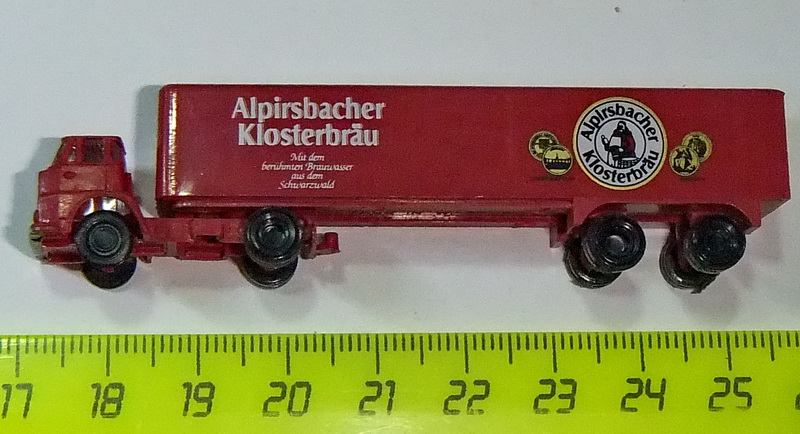 Alpirsbacher
Klosterbräu
Mit dem
berühmten Brauwasser
aus dem
Schwarzwald
Alpirsbacher
Klosterbräu
17 18 19 20 21 22 23 24 25